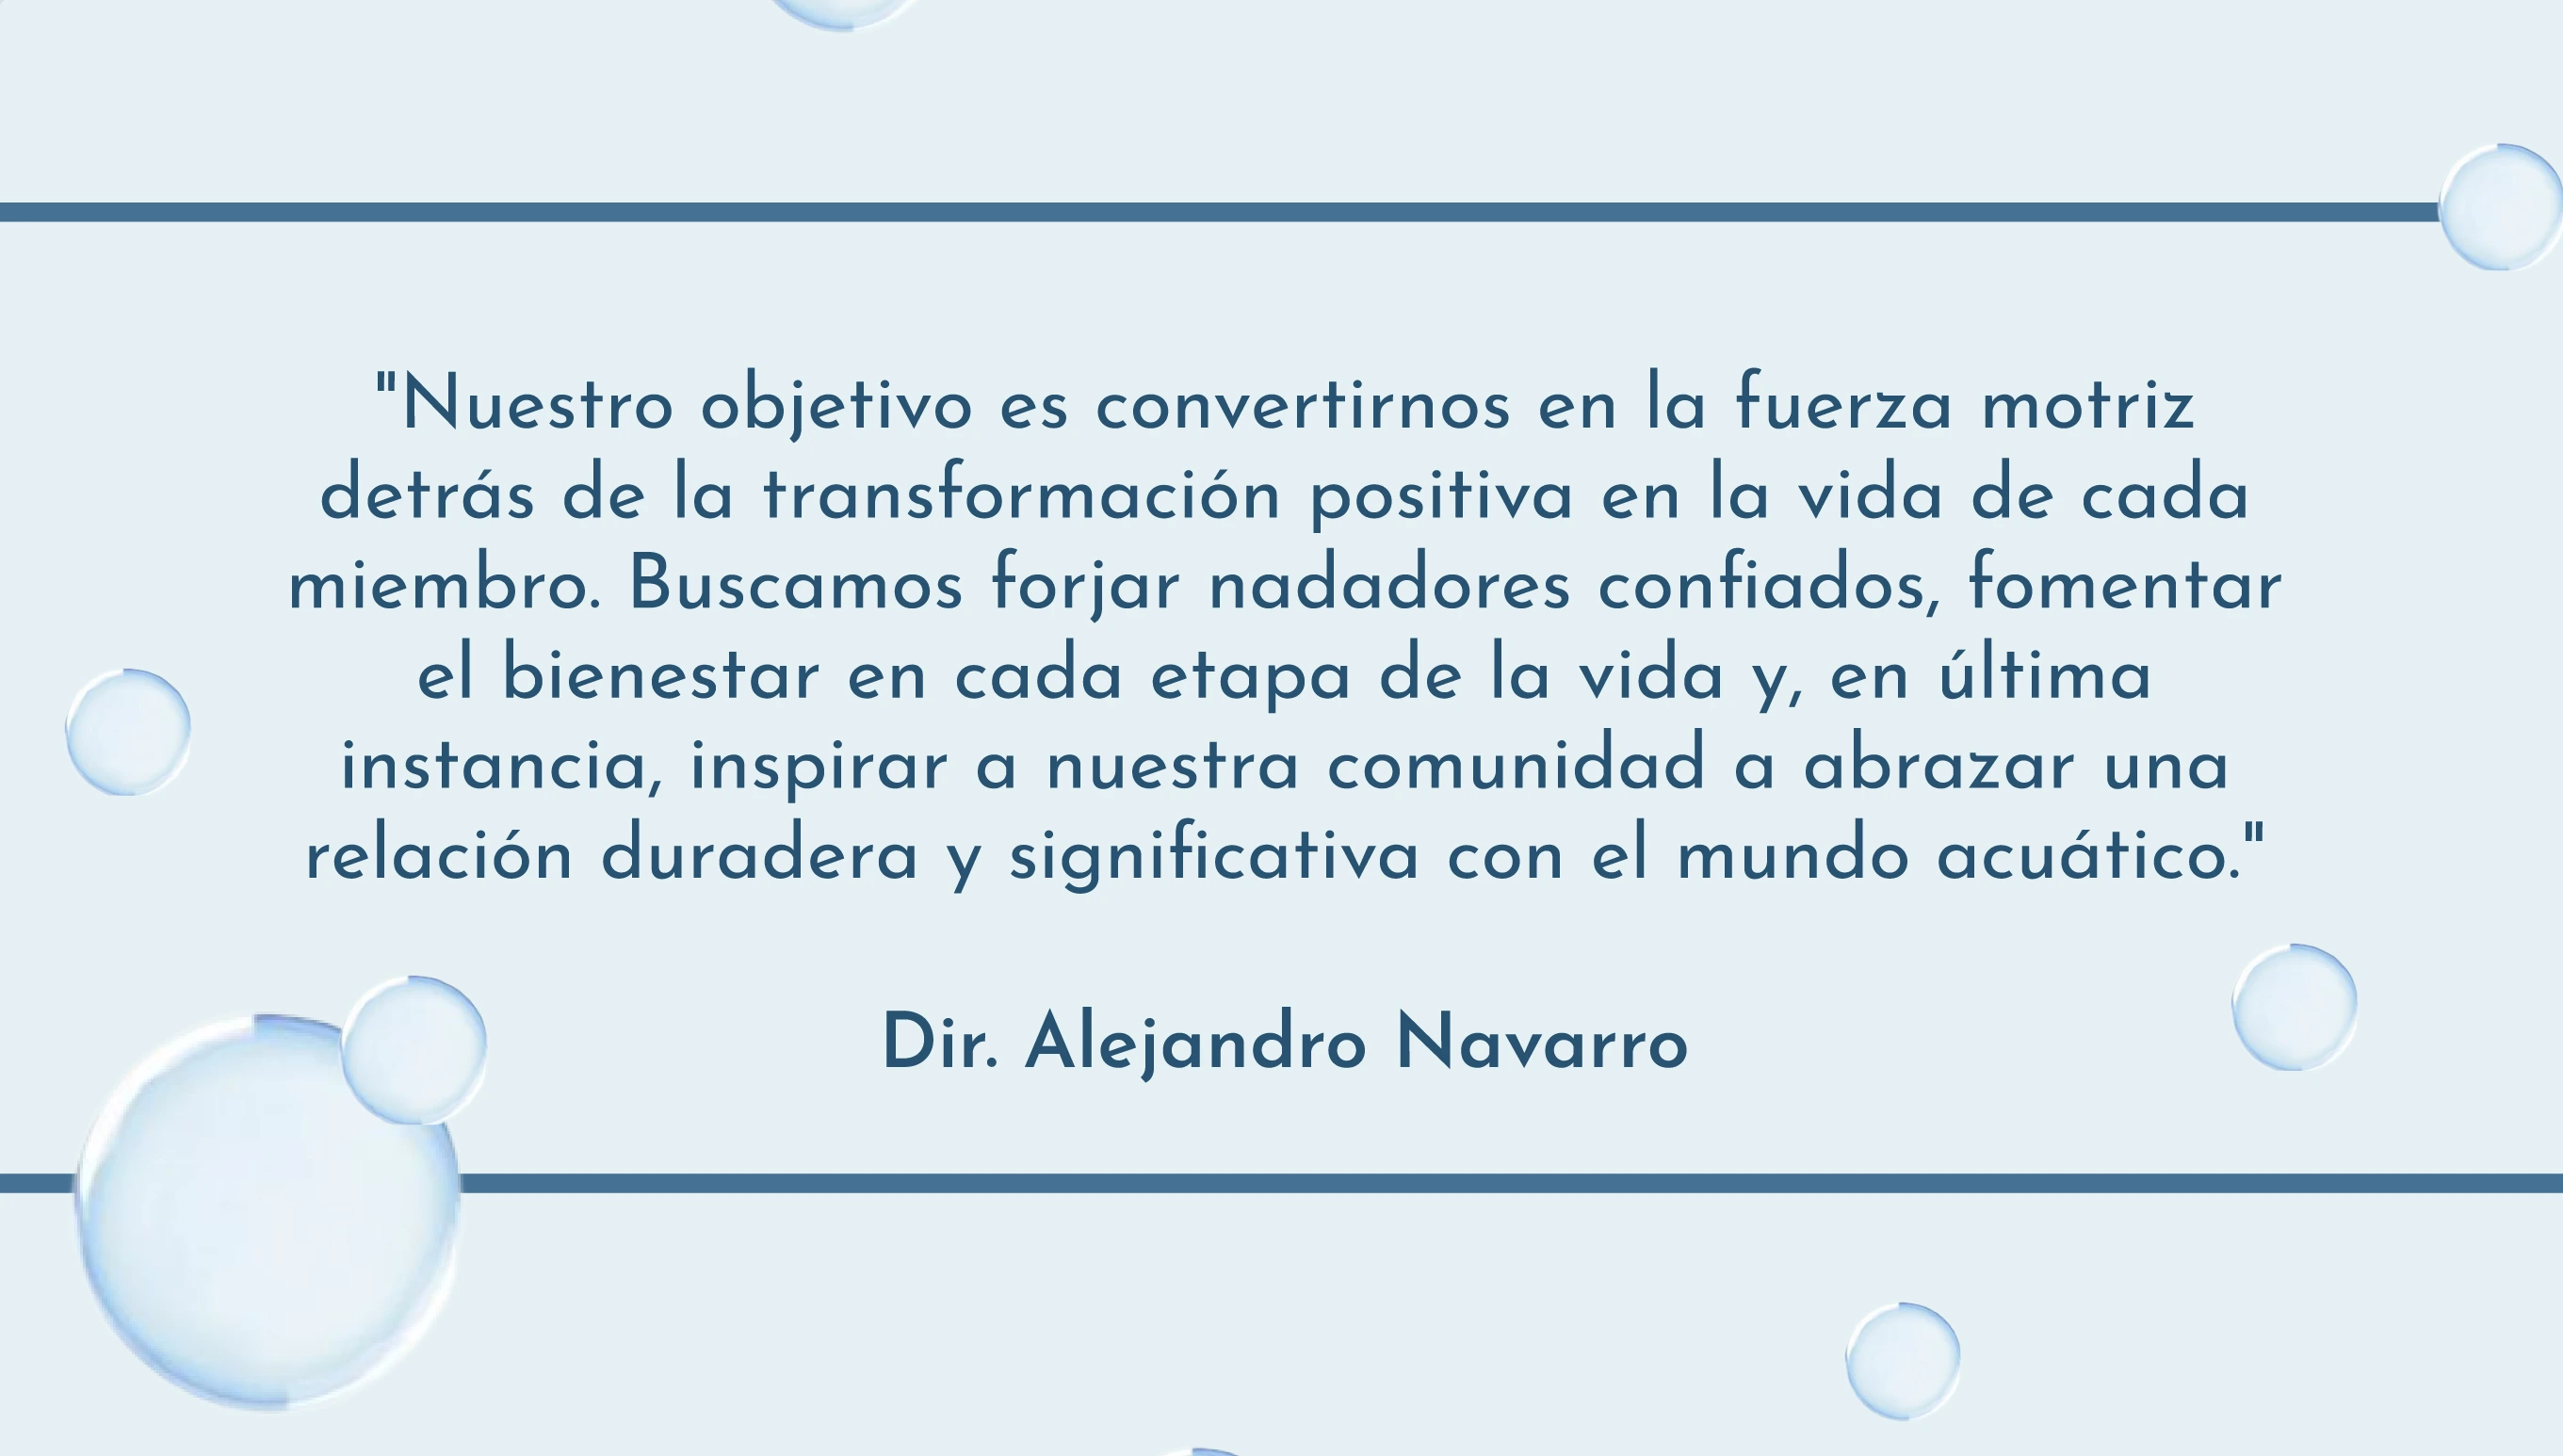 "Nuestro objetivo es convertirnos en la fuerza motriz
detrás de la transformación positiva en la vida de cada
miembro. Buscamos forjar nadadores confiados, fomentar
el bienestar en cada etapa de la vida y, en última
instancia, inspirar a nuestra comunidad a abrazar una
relación duradera y significativa con el mundo acuático."
Dir. Alejandro Navarro